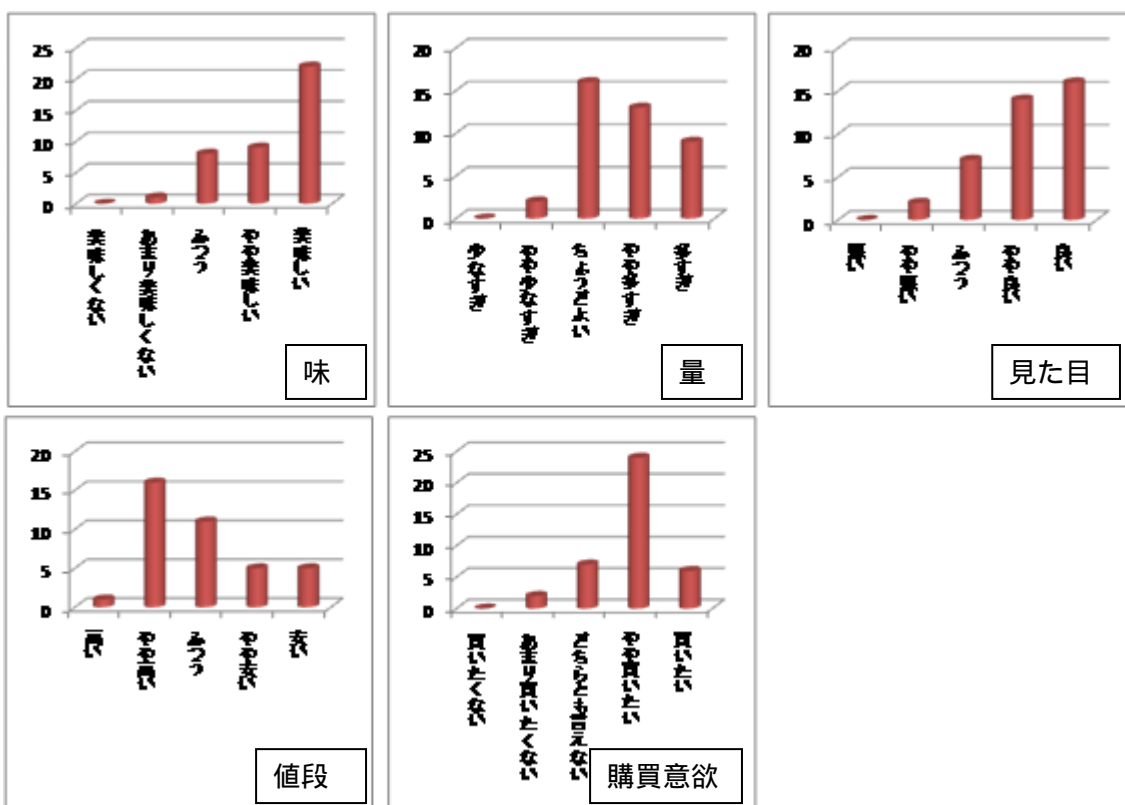 25
20
15
10
5
0
美味しくない
あまり美味しくない
ふつう
やや美味しい
美味しい
味
20
15
10
5
0
少なすぎ
やや少なすぎ
ちょうどよい
やや多すぎ
多すぎ
量
20
15
10
5
0
悪い
やや悪い
ふつう
やや良い
良い
見た目
20
15
10
5
0
高い
やや高い
ふつう
やや安い
安い
値段
25
20
15
10
5
0
買いたくない
あまり買いたくない
どちらとも言えない
やや買いたい
買いたい
購買意欲